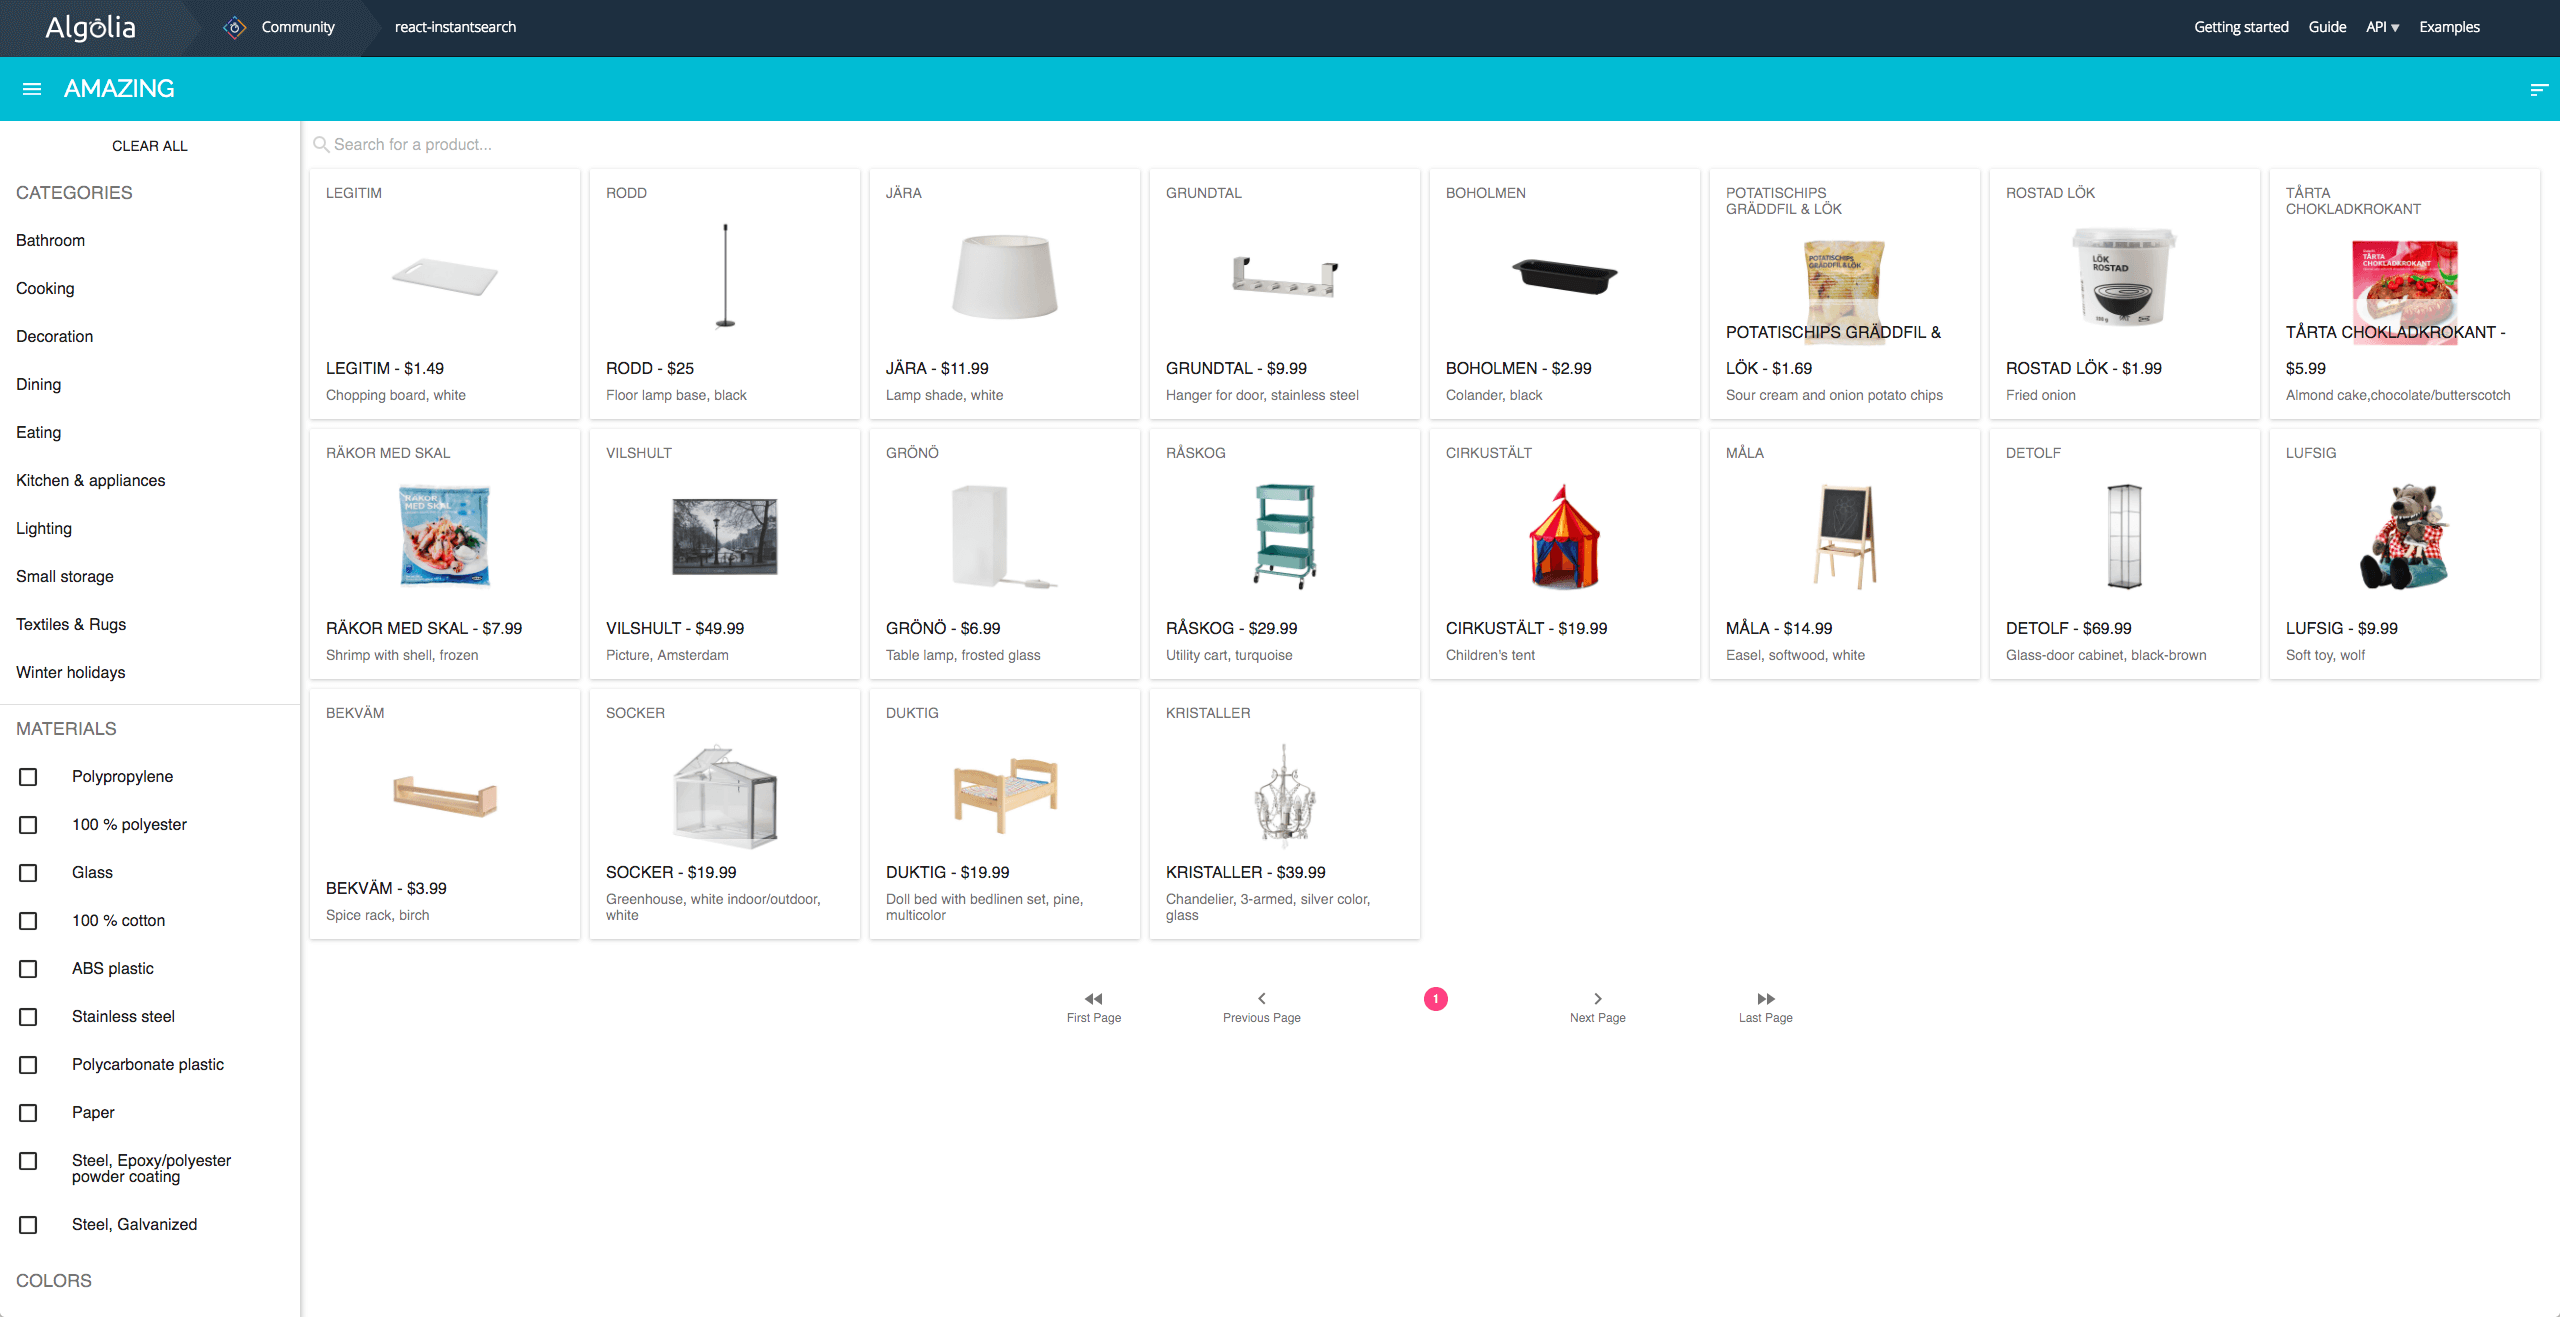 Algolia
Community
react-instantsearch
Getting started
Guide
API ▾
Examples
AMAZING
CLEAR ALL
CATEGORIES
Bathroom
Cooking
Decoration
Dining
Eating
Kitchen & appliances
Lighting
Small storage
Textiles & Rugs
Winter holidays
MATERIALS
Polypropylene
100 % polyester
Glass
100 % cotton
ABS plastic
Stainless steel
Polycarbonate plastic
Paper
Steel, Epoxy/polyester
powder coating
Steel, Galvanized
COLORS
Search for a product...
LEGITIM
LEGITIM - $1.49
Chopping board, white
RODD
RODD - $25
Floor lamp base, black
JÄRA
JÄRA - $11.99
Lamp shade, white
GRUNDTAL
GRUNDTAL - $9.99
Hanger for door, stainless steel
BOHOLMEN
BOHOLMEN - $2.99
Colander, black
POTATISCHIPS
GRÄDDFIL & LÖK
POTATISCHIPS
GRÄDDFIL & LÖK
POTATISCHIPS GRÄDDFIL &
LÖK - $1.69
Sour cream and onion potato chips
ROSTAD LÖK
LÖK
ROSTAD
ROSTAD LÖK - $1.99
Fried onion
TÅRTA
CHOKLADKROKANT
TÅRTA
CHOKLADKROKANT
TÅRTA CHOKLADKROKANT -
$5.99
Almond cake,chocolate/butterscotch
RÄKOR MED SKAL
RÄKOR
MED SKAL
RÄKOR MED SKAL - $7.99
Shrimp with shell, frozen
VILSHULT
VILSHULT - $49.99
Picture, Amsterdam
GRÖNÖ
GRÖNÖ - $6.99
Table lamp, frosted glass
RÅSKOG
RÅSKOG - $29.99
Utility cart, turquoise
CIRKUSTÄLT
CIRKUSTÄLT - $19.99
Children's tent
MÅLA
MÅLA - $14.99
Easel, softwood, white
DETOLF
DETOLF - $69.99
Glass-door cabinet, black-brown
LUFSIG
LUFSIG - $9.99
Soft toy, wolf
BEKVÄM
BEKVÄM - $3.99
Spice rack, birch
SOCKER
SOCKER - $19.99
Greenhouse, white indoor/outdoor,
white
DUKTIG
DUKTIG - $19.99
Doll bed with bedlinen set, pine,
multicolor
KRISTALLER
KRISTALLER - $39.99
Chandelier, 3-armed, silver color,
glass
First Page
Previous Page
1
Next Page
Last Page